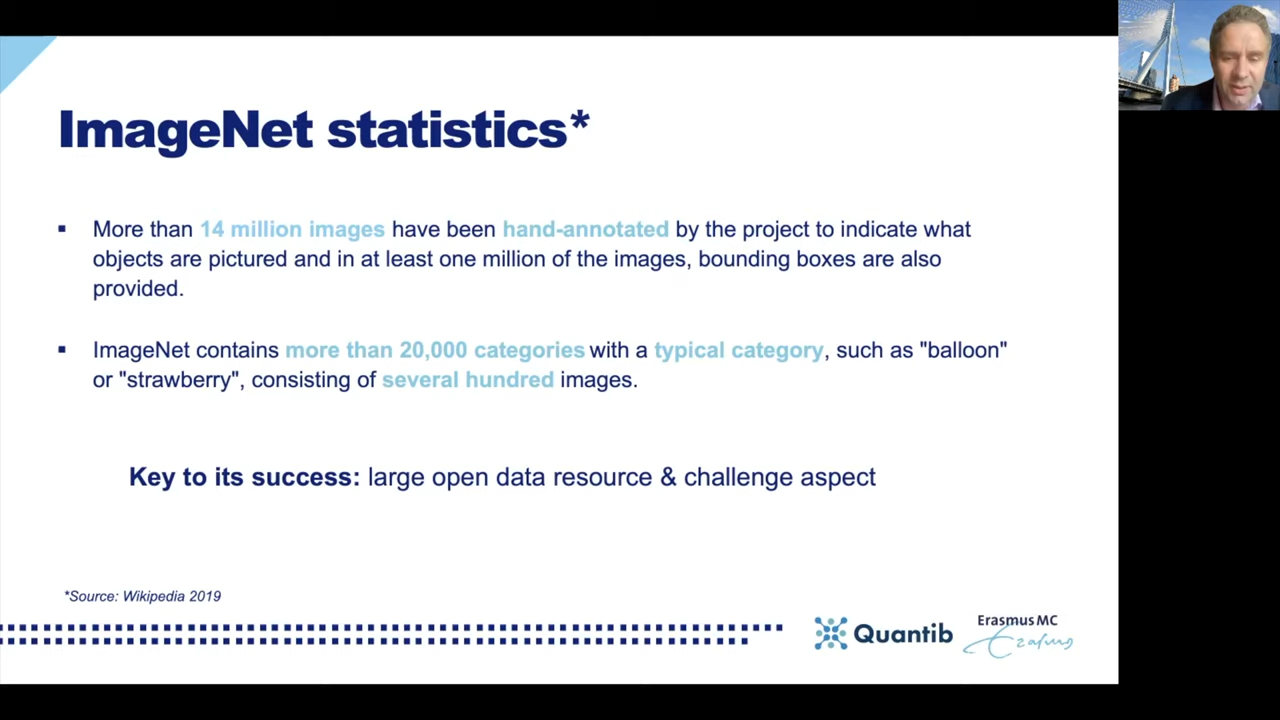 ImageNet statistics*
▪ More than 14 million images have been hand-annotated by the project to indicate what
objects are pictured and in at least one million of the images, bounding boxes are also
provided.
▪ ImageNet contains more than 20,000 categories with a typical category, such as "balloon"
or "strawberry", consisting of several hundred images.
Key to its success: large open data resource & challenge aspect
*Source: Wikipedia 2019
Quantib
Erasmus MC
Erasmus